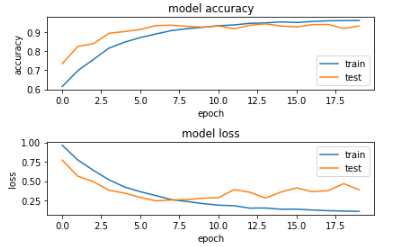 model accuracy
0.9
0.8
0.7
0.6
accuracy
train
test
0.0 2.5 5.0 7.5 10.0 12.5 15.0 17.5
epoch
model loss
1.00
0.75
0.50
0.25
loss
train
test
0.0 2.5 5.0 7.5 10.0 12.5 15.0 17.5
epoch